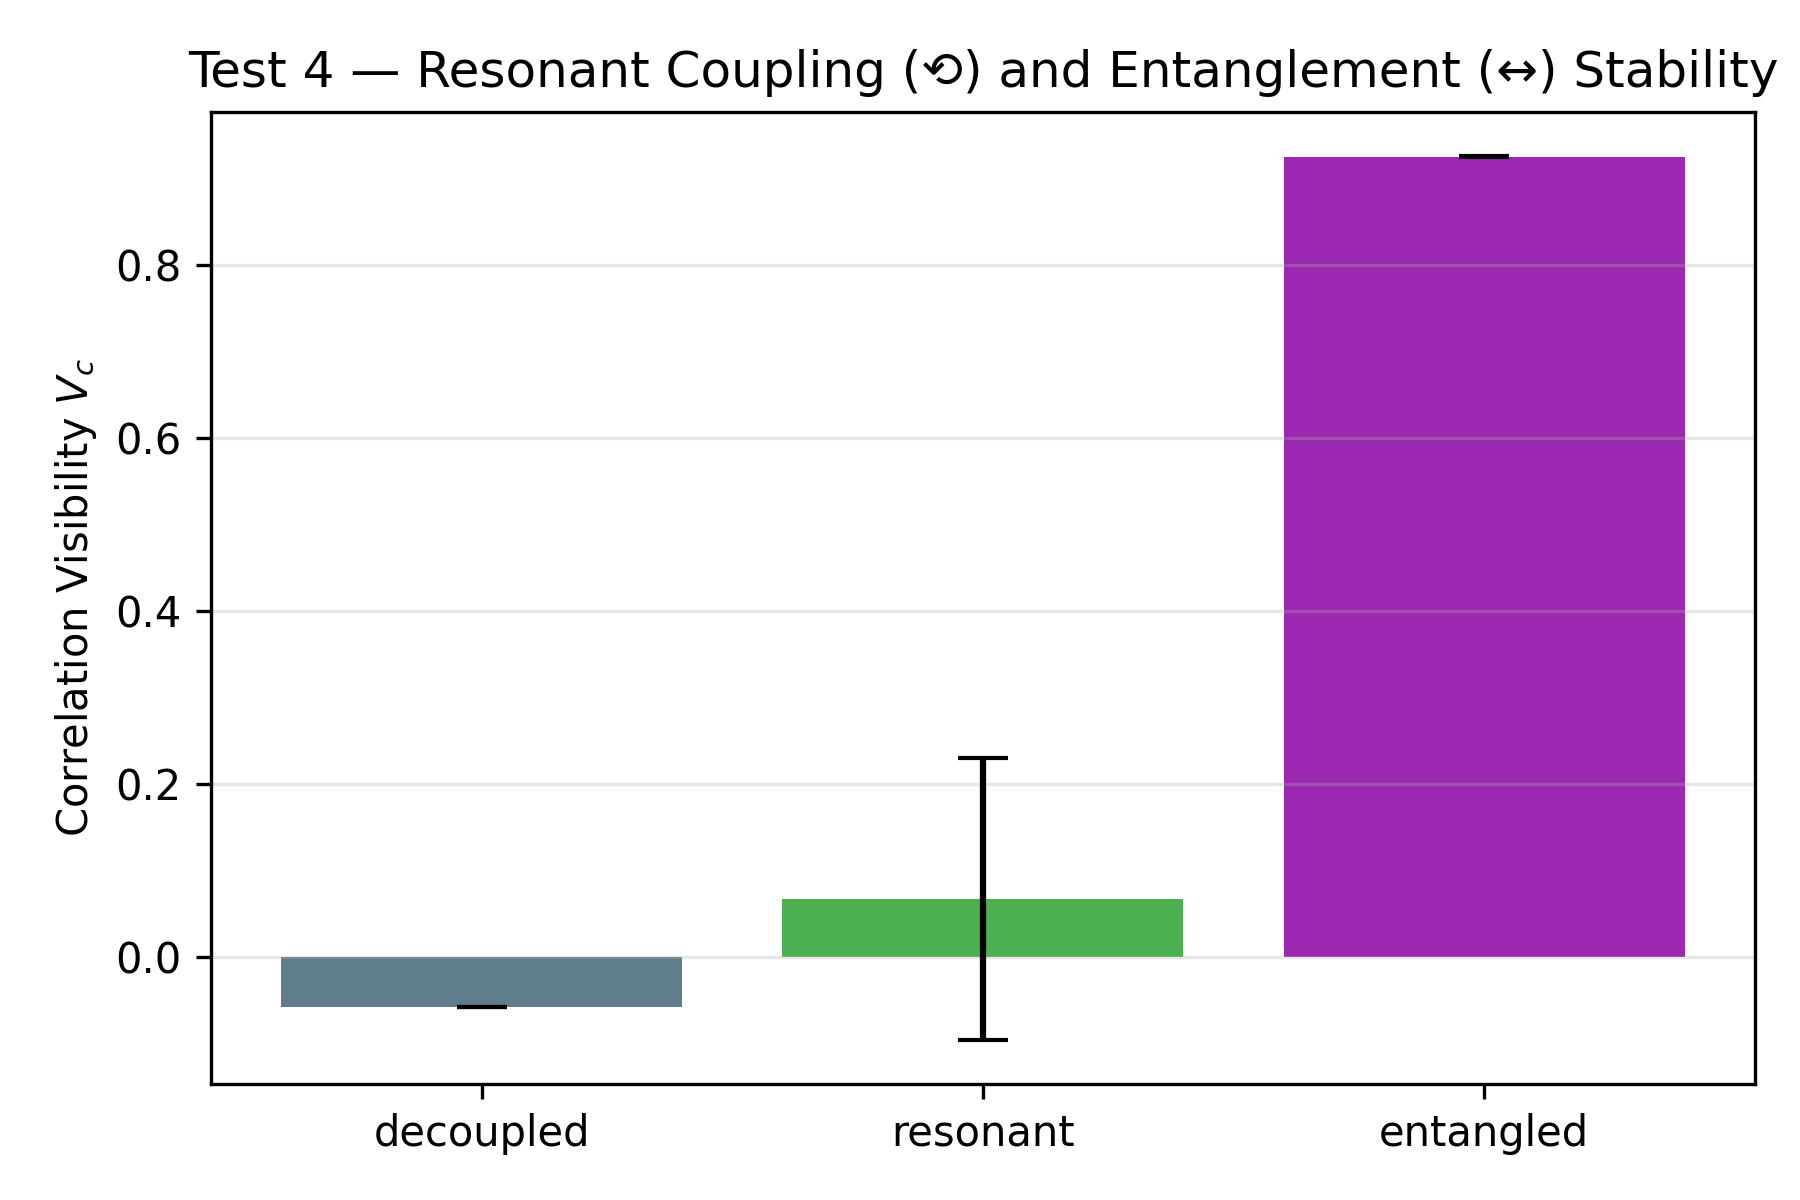 Test 4 — Resonant Coupling (⟲) and Entanglement (↔) Stability
Correlation Visibility V_c
0.8
0.6
0.4
0.2
0.0
decoupled
resonant
entangled